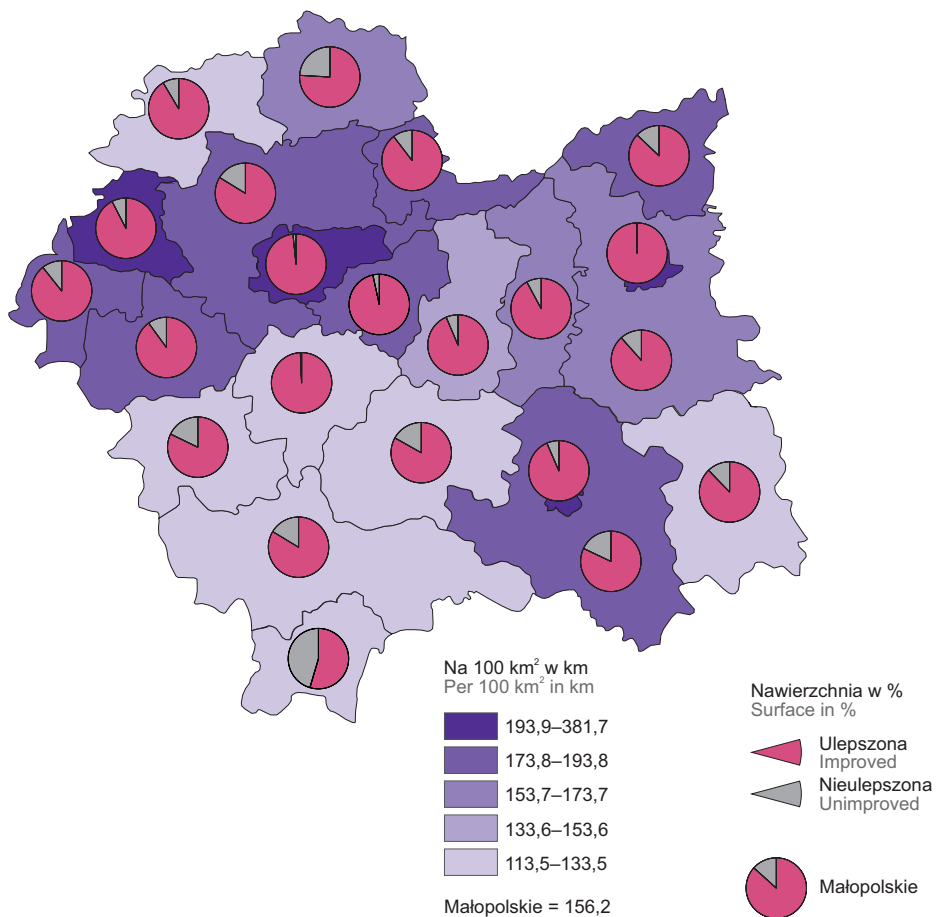 Na 100 km² w km
Per 100 km² in km
193,9–381,7
173,8–193,8
153,7–173,7
133,6–153,6
113,5–133,5
Małopolskie = 156,2
Nawierzchnia w %
Surface in %
Ulepszona
Improved
Nieulepszona
Unimproved
Małopolskie